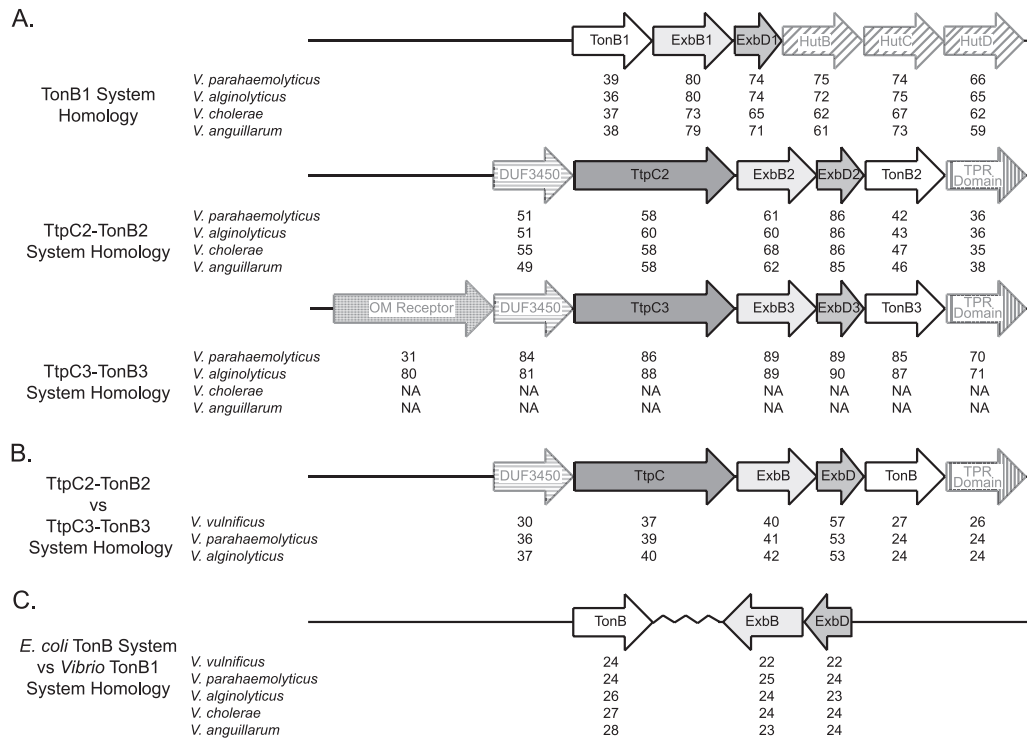 A.
TonB1 ExbB1 ExbD1 HutB HutC HutD
TonB1 System
Homology
V. parahaemolyticus 39 80 74 75 74 66
V. alginolyticus 36 80 74 72 75 65
V. cholerae 37 73 65 62 67 62
V. anguillarum 38 79 71 61 73 59
DUF3450 TtpC2 ExbB2 ExbD2 TonB2 TPR Domain
TtpC2-TonB2
System Homology
V. parahaemolyticus 51 58 61 86 42 36
V. alginolyticus 51 60 60 86 43 36
V. cholerae 55 58 68 86 47 35
V. anguillarum 49 58 62 85 46 38
OM Receptor DUF3450 TtpC3 ExbB3 ExbD3 TonB3 TPR Domain
TtpC3-TonB3
System Homology
V. parahaemolyticus 31 84 86 89 89 85 70
V. alginolyticus 80 81 88 89 90 87 71
V. cholerae NA NA NA NA NA NA NA
V. anguillarum NA NA NA NA NA NA NA
B.
DUF3450 TtpC ExbB ExbD TonB TPR Domain
TtpC2-TonB2
vs
TtpC3-TonB3
System Homology
V. vulnificus 30 37 40 57 27 26
V. parahaemolyticus 36 39 41 53 24 24
V. alginolyticus 37 40 42 53 24 24
C.
TonB ExbB ExbD
E. coli TonB System
vs Vibrio TonB1
System Homology
V. vulnificus 24 22 22
V. parahaemolyticus 24 25 24
V. alginolyticus 26 24 23
V. cholerae 27 24 24
V. anguillarum 28 23 24